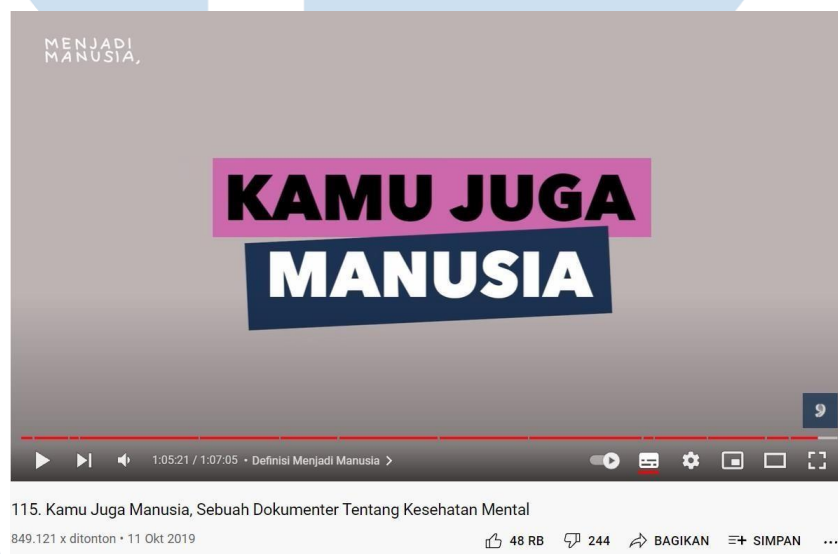 MENJADI
MANUSIA,
KAMU JUGA
MANUSIA
9
1:05:21 / 1:07:05 • Definisi Menjadi Manusia >
115. Kamu Juga Manusia, Sebuah Dokumenter Tentang Kesehatan Mental
849.121 x ditonton • 11 Okt 2019 48 RB 244 BAGIKAN SIMPAN ...